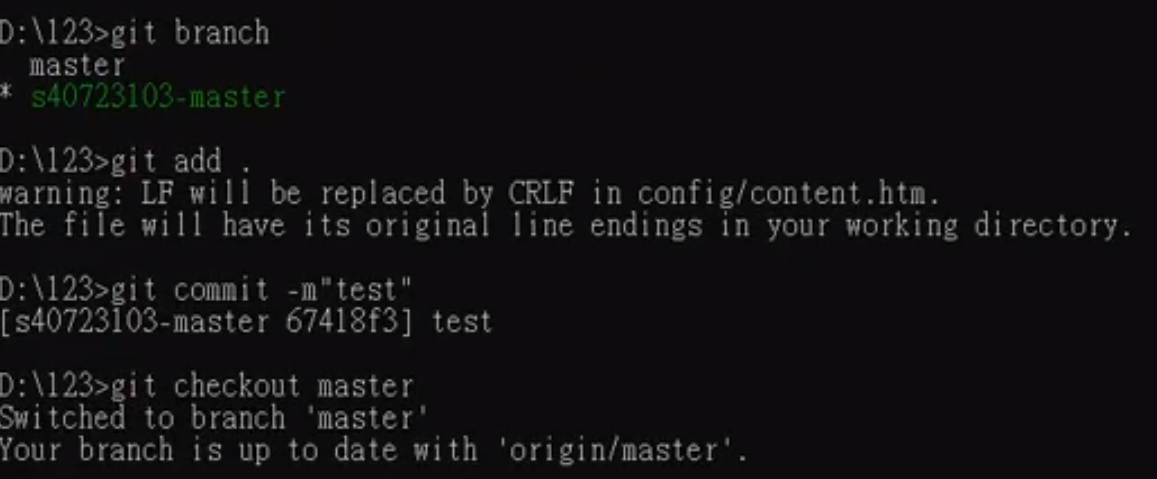 D:\123>git branch
  master
* s40723103-master
D:\123>git add .
warning: LF will be replaced by CRLF in config/content.htm.
The file will have its original line endings in your working directory.
D:\123>git commit -m"test"
[s40723103-master 67418f3] test
D:\123>git checkout master
Switched to branch 'master'
Your branch is up to date with 'origin/master'.